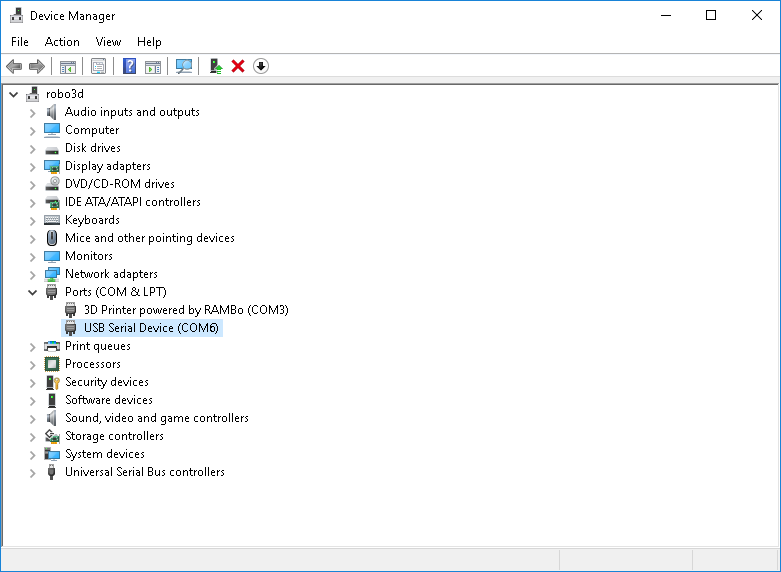 Device Manager
File Action View Help
robo3d
Audio inputs and outputs
Computer
Disk drives
Display adapters
DVD/CD-ROM drives
IDE ATA/ATAPI controllers
Keyboards
Mice and other pointing devices
Monitors
Network adapters
Ports (COM & LPT)
3D Printer powered by RAMBo (COM3)
USB Serial Device (COM6)
Print queues
Processors
Security devices
Software devices
Sound, video and game controllers
Storage controllers
System devices
Universal Serial Bus controllers